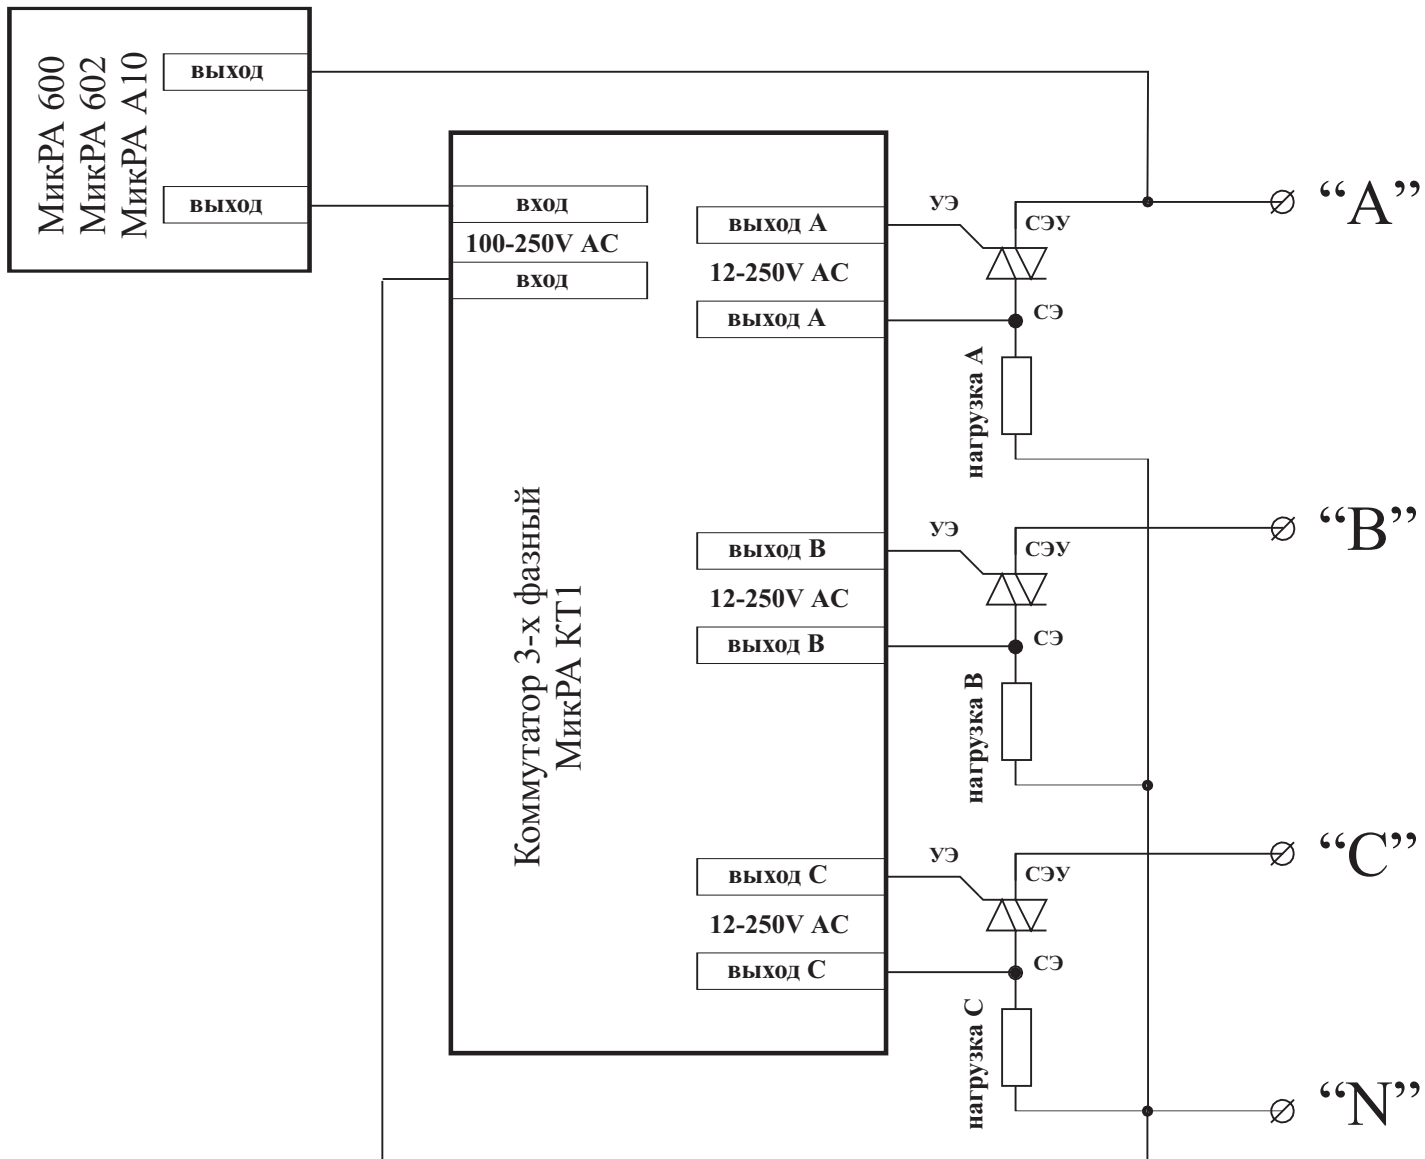 МикРА 600
МикРА 602
МикРА А10
выход
выход
вход
100-250V AC
вход
Коммутатор 3-х фазный
МикРА КТ1
выход А
12-250V AC
выход А
УЭ
СЭУ
СЭ
нагрузка А
“A”
выход В
12-250V AC
выход В
УЭ
СЭУ
СЭ
нагрузка В
“B”
выход С
12-250V AC
выход С
УЭ
СЭУ
СЭ
нагрузка С
“C”
“N”